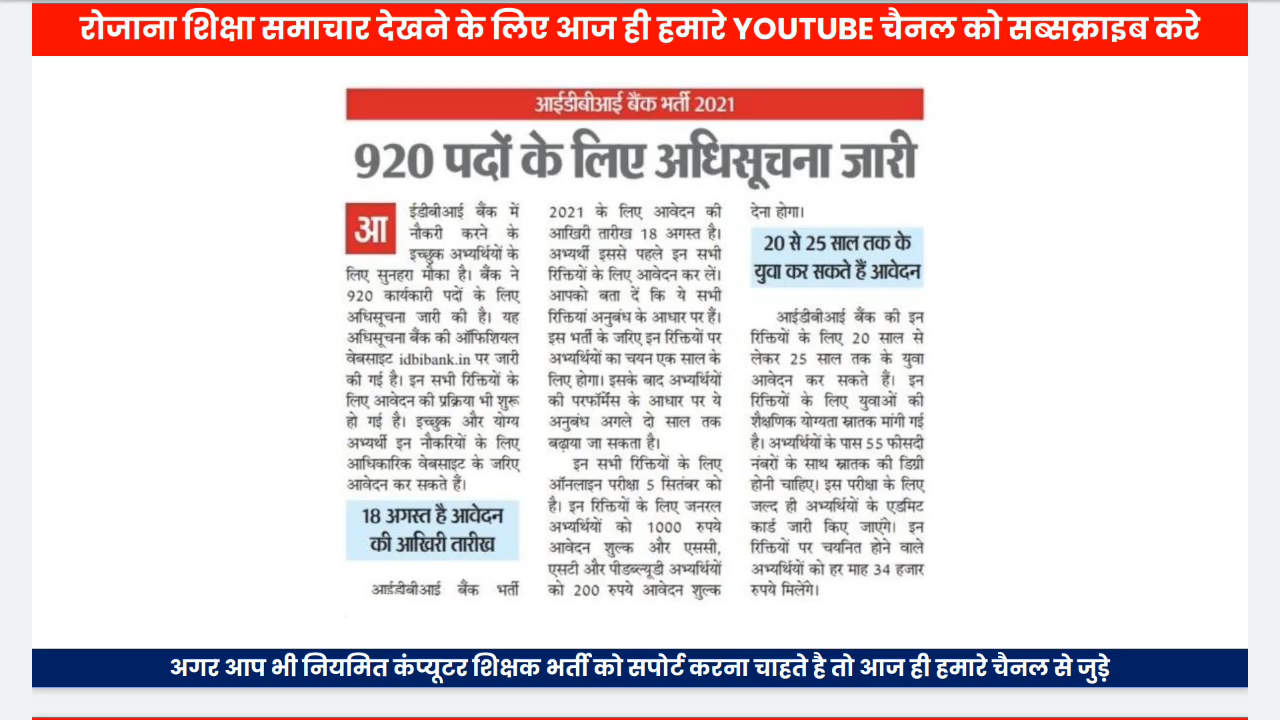 रोजाना शिक्षा समाचार देखने के लिए आज ही हमारे YOUTUBE चैनल को सब्सक्राइब करे
आईडीबीआई बैंक भर्ती 2021
920 पदों के लिए अधिसूचना जारी
आईडीबीआई बैंक में
नौकरी करने के
इच्छुक अभ्यर्थियों के
लिए सुनहरा मौका है। बैंक ने
920 कार्यकारी पदों के लिए
अधिसूचना जारी की है। यह
अधिसूचना बैंक की ऑफिशियल
वेबसाइट idbibank.in पर जारी
की गई है। इन सभी रिक्तियों के
लिए आवेदन की प्रक्रिया भी शुरू
हो गई है। इच्छुक और योग्य
अभ्यर्थी इन नौकरियों के लिए
आधिकारिक वेबसाइट के जरिए
आवेदन कर सकते हैं।
18 अगस्त है आवेदन
की आखिरी तारीख
आईडीबीआई बैंक भर्ती
2021 के लिए आवेदन की
आखिरी तारीख 18 अगस्त है।
अभ्यर्थी इससे पहले इन सभी
रिक्तियों के लिए आवेदन कर लें।
आपको बता दें कि ये सभी
रिक्तियां अनुबंध के आधार पर हैं।
इस भर्ती के जरिए इन रिक्तियों पर
अभ्यर्थियों का चयन एक साल के
लिए होगा। इसके बाद अभ्यर्थियों
की परफॉर्मेंस के आधार पर ये
अनुबंध अगले दो साल तक
बढ़ाया जा सकता है।
इन सभी रिक्तियों के लिए
ऑनलाइन परीक्षा 5 सितंबर को
है। इन रिक्तियों के लिए जनरल
अभ्यर्थियों को 1000 रुपये
आवेदन शुल्क और एससी,
एसटी और पीडब्ल्यूडी अभ्यर्थियों
को 200 रुपये आवेदन शुल्क
देना होगा।
20 से 25 साल तक के
युवा कर सकते हैं आवेदन
आईडीबीआई बैंक की इन
रिक्तियों के लिए 20 साल से
लेकर 25 साल तक के युवा
आवेदन कर सकते हैं। इन
रिक्तियों के लिए युवाओं की
शैक्षणिक योग्यता स्नातक मांगी गई
है। अभ्यर्थियों के पास 55 फीसदी
नंबरों के साथ स्नातक की डिग्री
होनी चाहिए। इस परीक्षा के लिए
जल्द ही अभ्यर्थियों के एडमिट
कार्ड जारी किए जाएंगे। इन
रिक्तियों पर चयनित होने वाले
अभ्यर्थियों को हर माह 34 हजार
रुपये मिलेंगे।
अगर आप भी नियमित कंप्यूटर शिक्षक भर्ती को सपोर्ट करना चाहते है तो आज ही हमारे चैनल से जुड़े